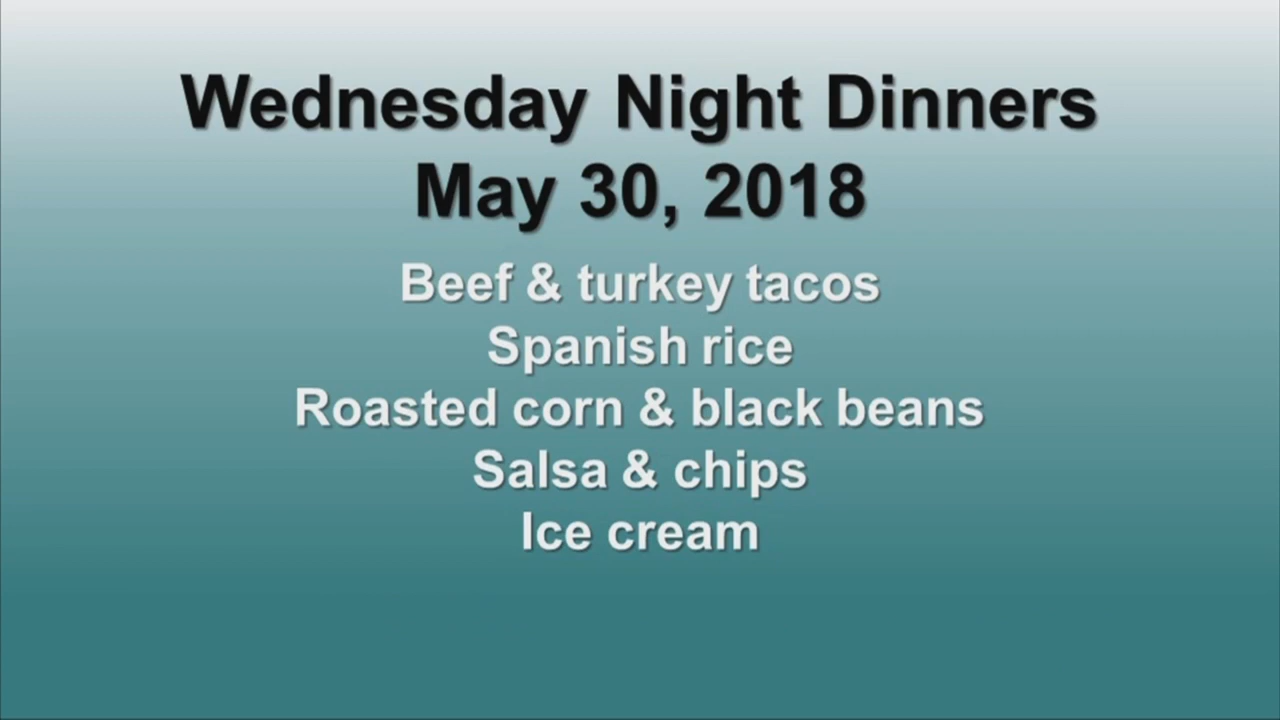 Wednesday Night Dinners
May 30, 2018
Beef & turkey tacos
Spanish rice
Roasted corn & black beans
Salsa & chips
Ice cream